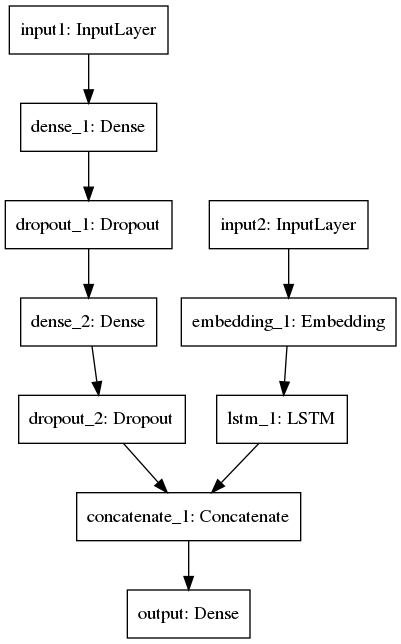 input1: InputLayer
dense_1: Dense
dropout_1: Dropout
input2: InputLayer
dense_2: Dense
embedding_1: Embedding
dropout_2: Dropout
lstm_1: LSTM
concatenate_1: Concatenate
output: Dense